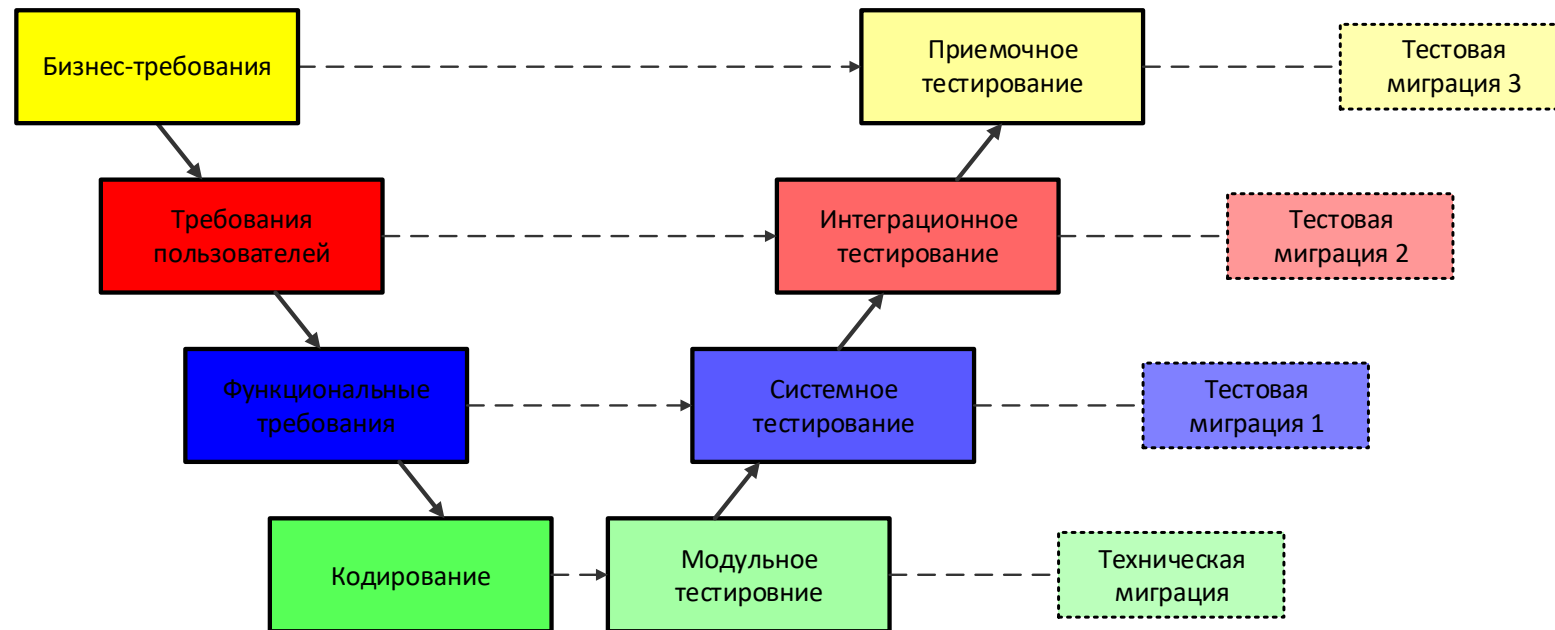 Бизнес-требования
Приемочное
тестирование
Тестовая
миграция 3
Требования
пользователей
Интеграционное
тестирование
Тестовая
миграция 2
Функциональные
требования
Системное
тестирование
Тестовая
миграция 1
Кодирование
Модульное
тестировние
Техническая
миграция